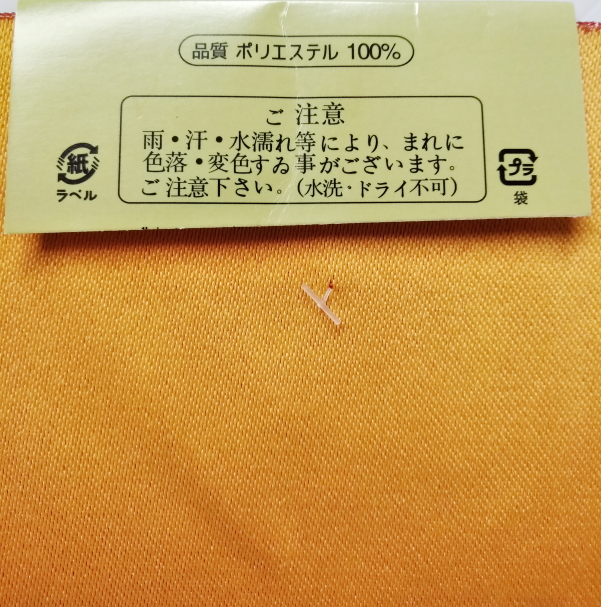 品質 ポリエステル 100%
ご 注意
雨・汗・水濡れ等により、まれに
色落・変色する事がございます。
ご注意下さい。(水洗・ドライ不可)
紙
ラベル
プラ
袋